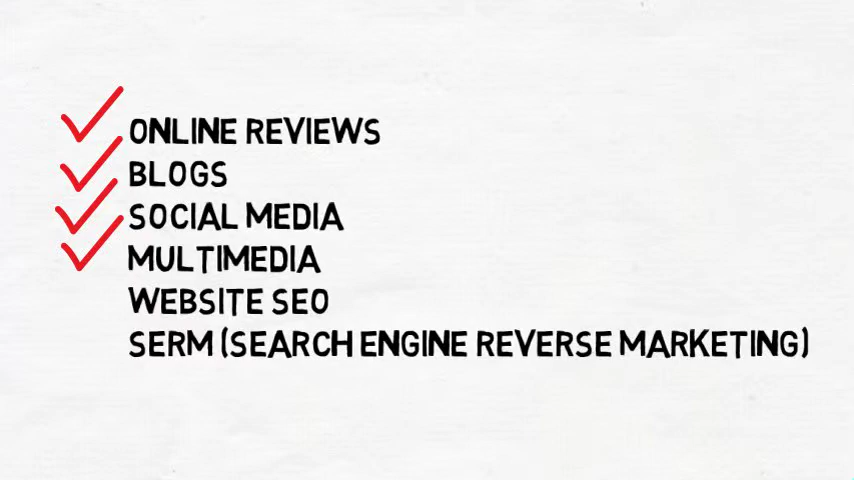 ONLINE REVIEWS
BLOGS
SOCIAL MEDIA
MULTIMEDIA
WEBSITE SEO
SERM (SEARCH ENGINE REVERSE MARKETING)